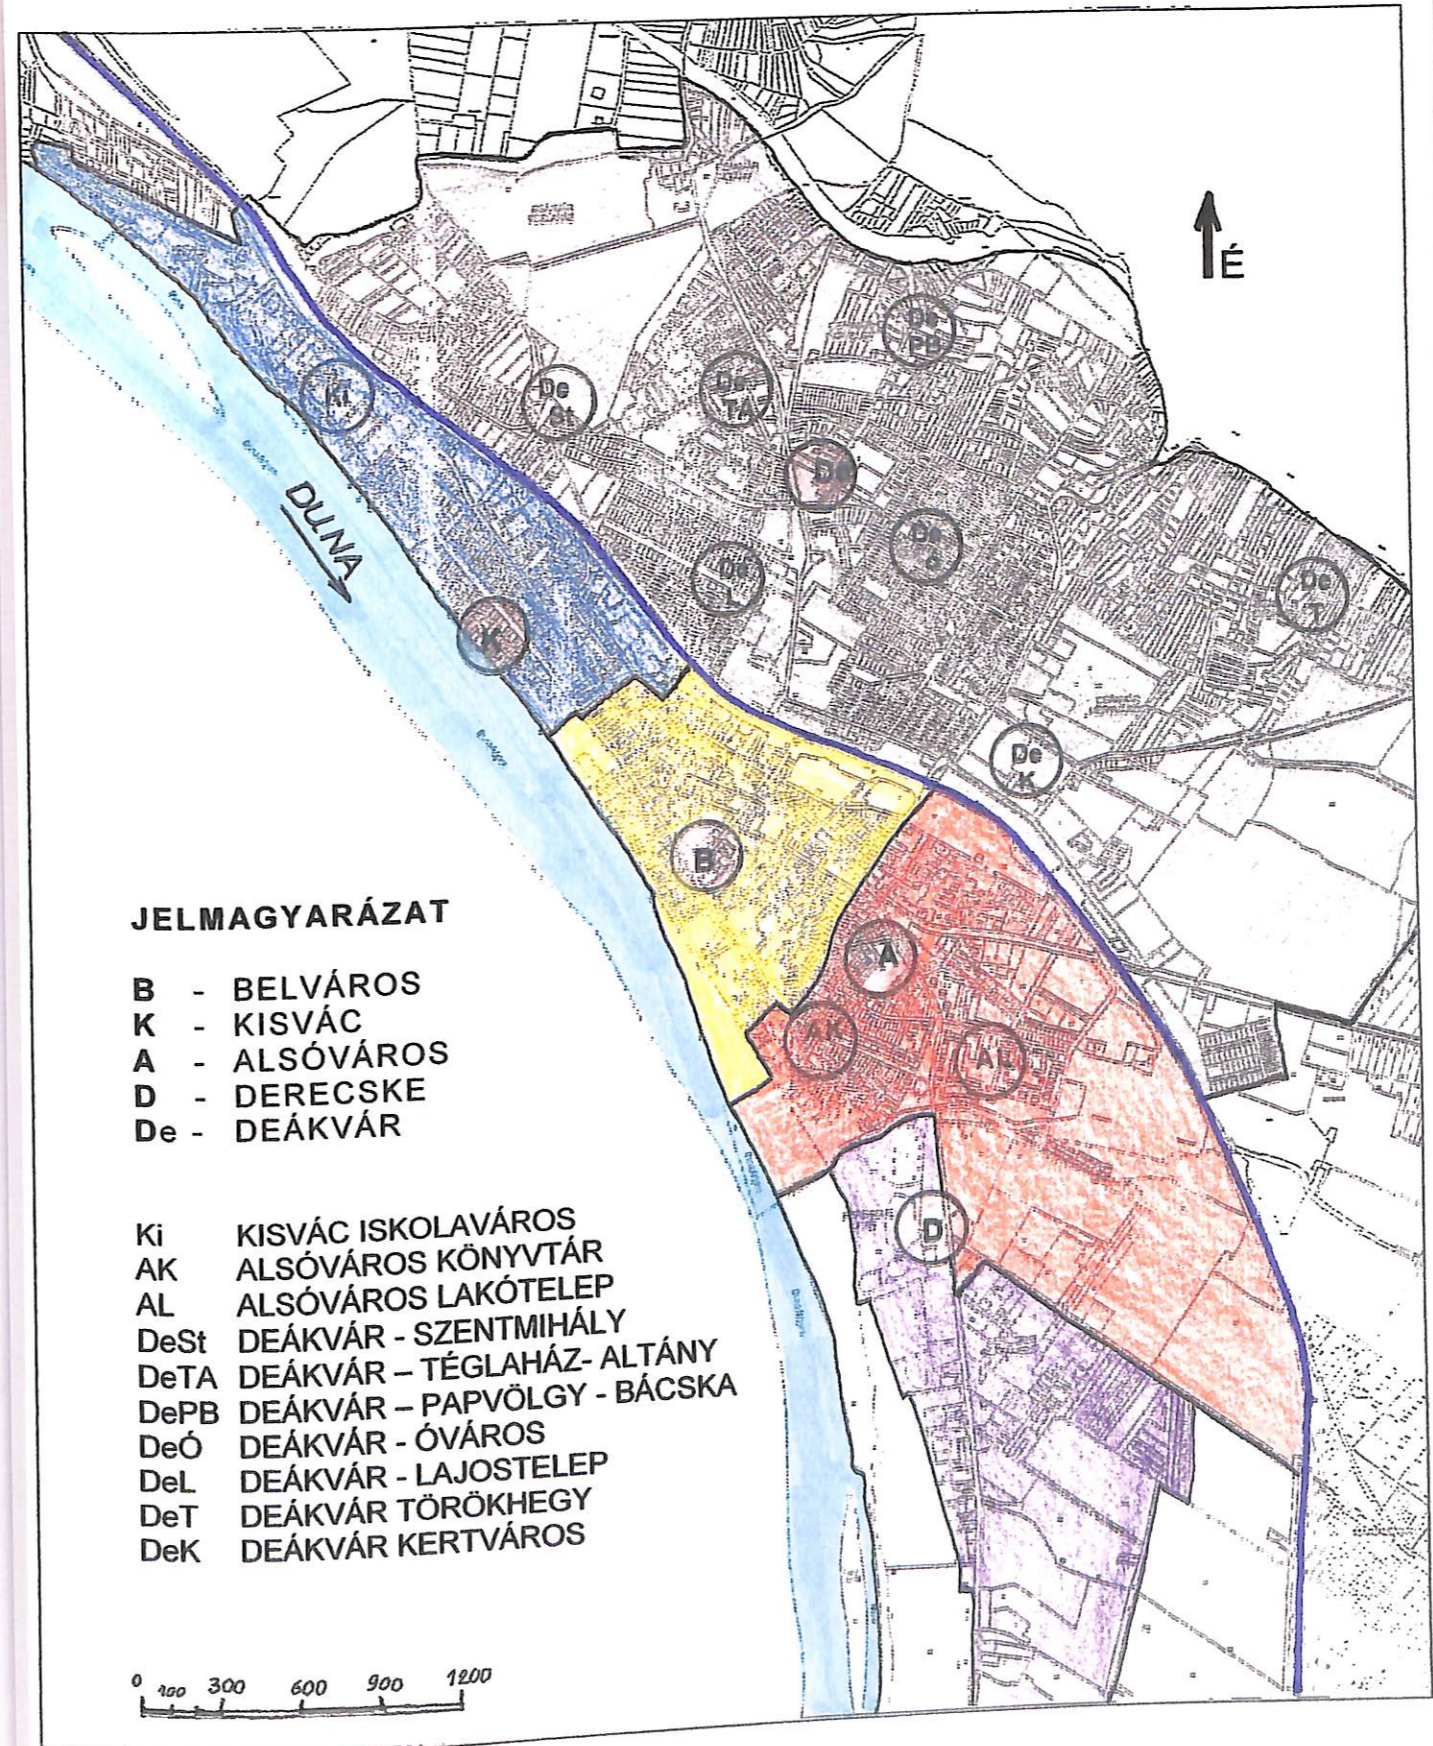 É
De
PB
De
St
De
TA
Ki
De
De
Ó
De
L
De
T
DUNA
K
De
K
B
A
AK
AL
D
JELMAGYARÁZAT
B - BELVÁROS
K - KISVÁC
A - ALSÓVÁROS
D - DERECSKE
De - DEÁKVÁR
Ki KISVÁC ISKOLAVÁROS
AK ALSÓVÁROS KÖNYVTÁR
AL ALSÓVÁROS LAKÓTELEP
DeSt DEÁKVÁR - SZENTMIHÁLY
DeTA DEÁKVÁR – TÉGLAHÁZ- ALTÁNY
DePB DEÁKVÁR – PAPVÖLGY - BÁCSKA
DeÓ DEÁKVÁR - ÓVÁROS
DeL DEÁKVÁR - LAJOSTELEP
DeT DEÁKVÁR TÖRÖKHEGY
DeK DEÁKVÁR KERTVÁROS
0 100 300 600 900 1200